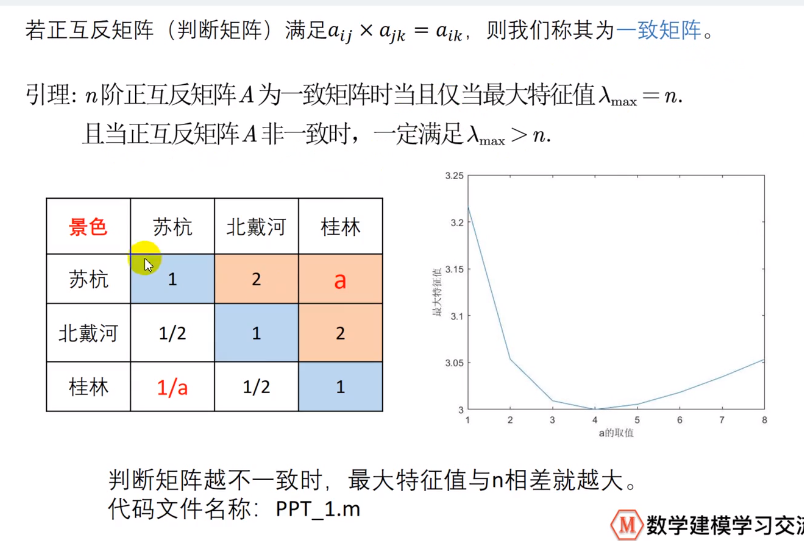 若正互反矩阵（判断矩阵）满足aᵢⱼ × aⱼₖ = aᵢₖ，则我们称其为一致矩阵。
引理: n阶正互反矩阵A为一致矩阵时当且仅当最大特征值λmax = n.
且当正互反矩阵A非一致时，一定满足λmax > n.
景色 苏杭 北戴河 桂林
苏杭 1 2 a
北戴河 1/2 1 2
桂林 1/a 1/2 1
3.25
3.2
3.15
3.1
3.05
3
最大特征值
1 2 3 4 5 6 7 8
a的取值
判断矩阵越不一致时，最大特征值与n相差就越大。
代码文件名称：PPT_1.m
M 数学建模学习交流